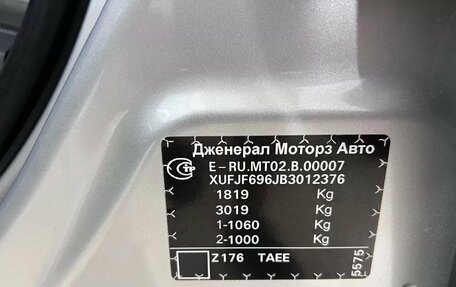 Дженерал Моторз Авто
E-RU.MT02.B.00007
XUFJF696JB3012376
1819 Kg
3019 Kg
1-1060 Kg
2-1000 Kg
Z176 TAEE
5575